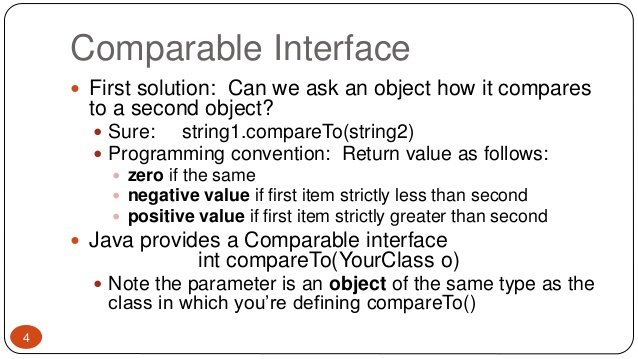 Comparable Interface
• First solution: Can we ask an object how it compares
to a second object?
• Sure: string1.compareTo(string2)
• Programming convention: Return value as follows:
• zero if the same
• negative value if first item strictly less than second
• positive value if first item strictly greater than second
• Java provides a Comparable interface
int compareTo(YourClass o)
• Note the parameter is an object of the same type as the
class in which you’re defining compareTo()
4